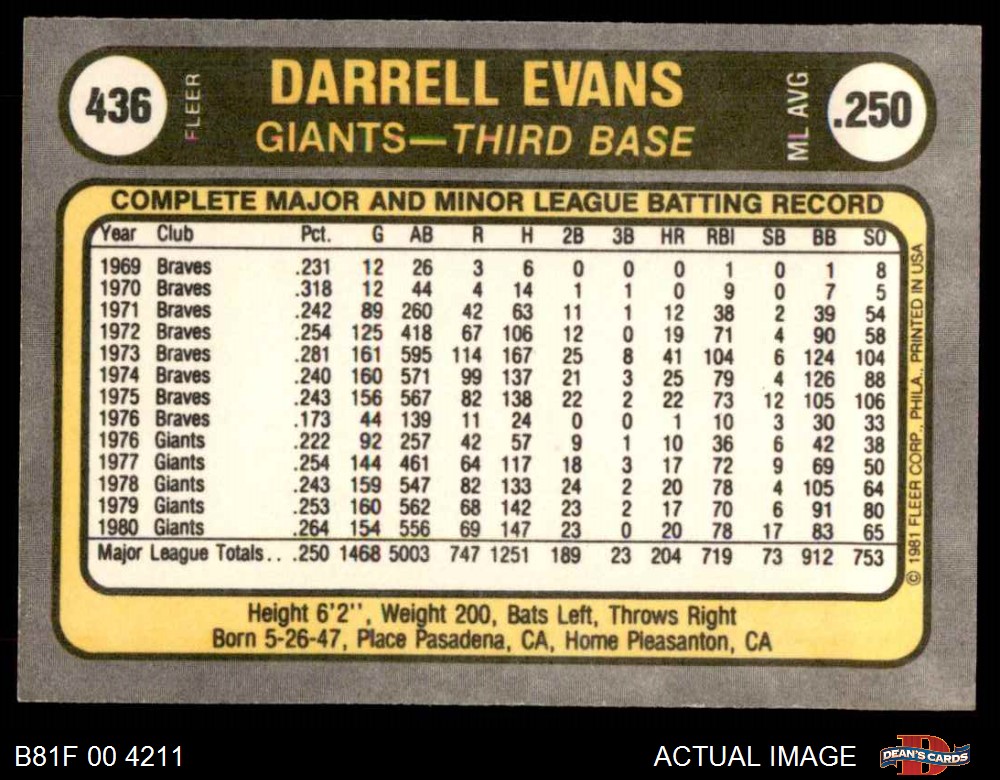 436 FLEER DARRELL EVANS ML AVG .250
GIANTS—THIRD BASE
COMPLETE MAJOR AND MINOR LEAGUE BATTING RECORD
Year Club Pct. G AB R H 2B 3B HR RBI SB BB SO
1969 Braves .231 12 26 3 6 0 0 0 1 0 1 8
1970 Braves .318 12 44 4 14 1 1 0 9 0 7 5
1971 Braves .242 89 260 42 63 11 1 12 38 2 39 54
1972 Braves .254 125 418 67 106 12 0 19 71 4 90 58
1973 Braves .281 161 595 114 167 25 8 41 104 6 124 104
1974 Braves .240 160 571 99 137 21 3 25 79 4 126 88
1975 Braves .243 156 567 82 138 22 2 22 73 12 105 106
1976 Braves .173 44 139 11 24 0 0 1 10 3 30 33
1976 Giants .222 92 257 42 57 9 1 10 36 6 42 38
1977 Giants .254 144 461 64 117 18 3 17 72 9 69 50
1978 Giants .243 159 547 82 133 24 2 20 78 4 105 64
1979 Giants .253 160 562 68 142 23 2 17 70 6 91 80
1980 Giants .264 154 556 69 147 23 0 20 78 17 83 65
Major League Totals . . .250 1468 5003 747 1251 189 23 204 719 73 912 753
© 1981 FLEER CORP., PHILA., PRINTED IN USA
Height 6'2'', Weight 200, Bats Left, Throws Right
Born 5-26-47, Place Pasadena, CA, Home Pleasanton, CA
B81F 00 4211
ACTUAL IMAGE
DEAN'S CARDS